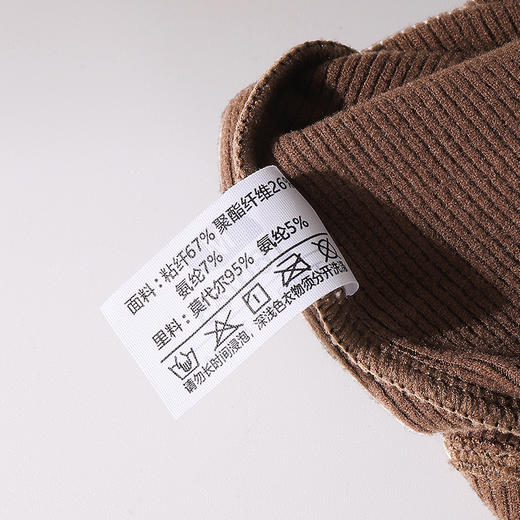 面料：粘纤67% 聚酯纤维26%
氨纶7%
里料：莫代尔95% 氨纶5%
请勿长时间浸泡，深浅色衣物须分开洗涤